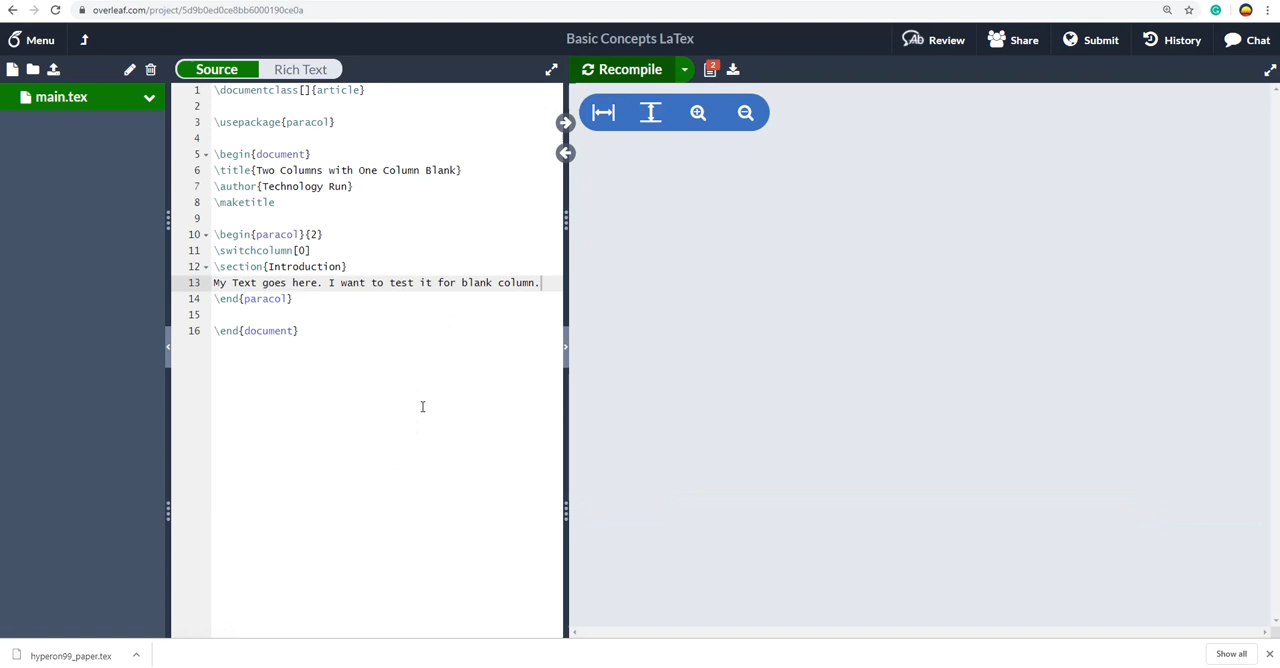 overleaf.com/project/5d9b0ed0ce8bb6000190ce0a
Menu
Basic Concepts LaTex
Review
Share
Submit
History
Chat
Source
Rich Text
Recompile
2
main.tex
1 \documentclass[]{article}
2
3 \usepackage{paracol}
4
5 \begin{document}
6 \title{Two Columns with One Column Blank}
7 \author{Technology Run}
8 \maketitle
9
10 \begin{paracol}{2}
11 \switchcolumn[0]
12 \section{Introduction}
13 My Text goes here. I want to test it for blank column.
14 \end{paracol}
15
16 \end{document}
hyperon99_paper.tex
Show all